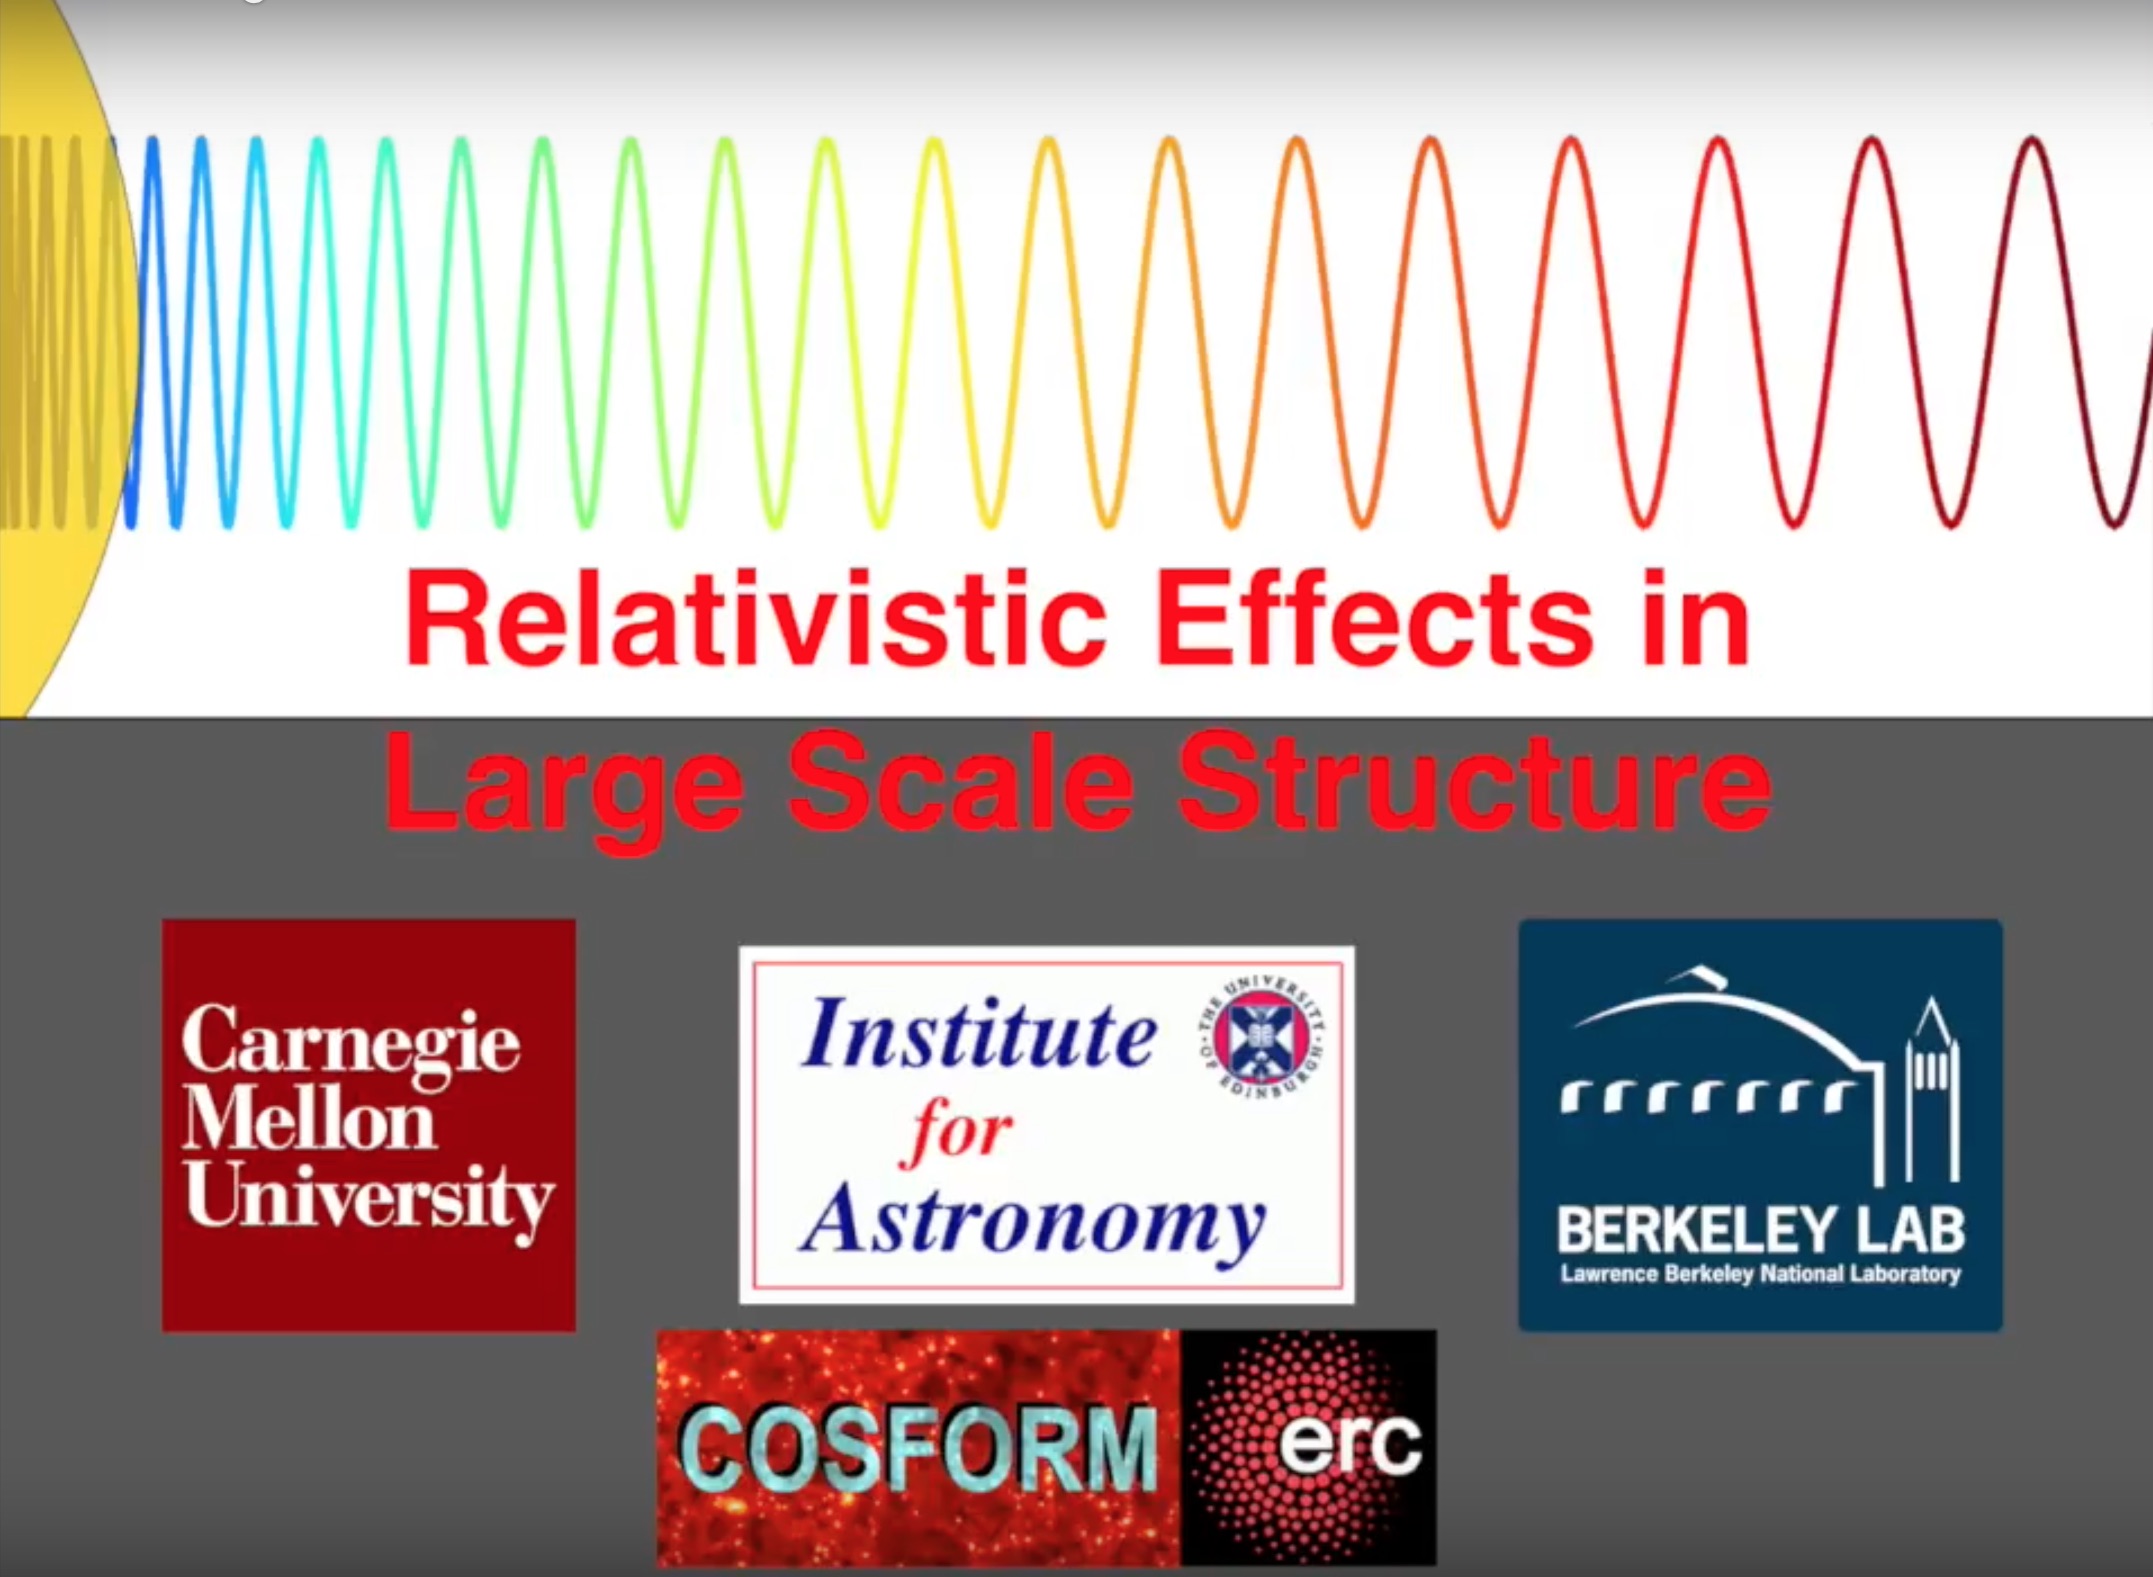 Relativistic Effects in
Large Scale Structure
Carnegie
Mellon
University
Institute
for
Astronomy
THE UNIVERSITY OF EDINBURGH
BERKELEY LAB
Lawrence Berkeley National Laboratory
COSFORM
erc